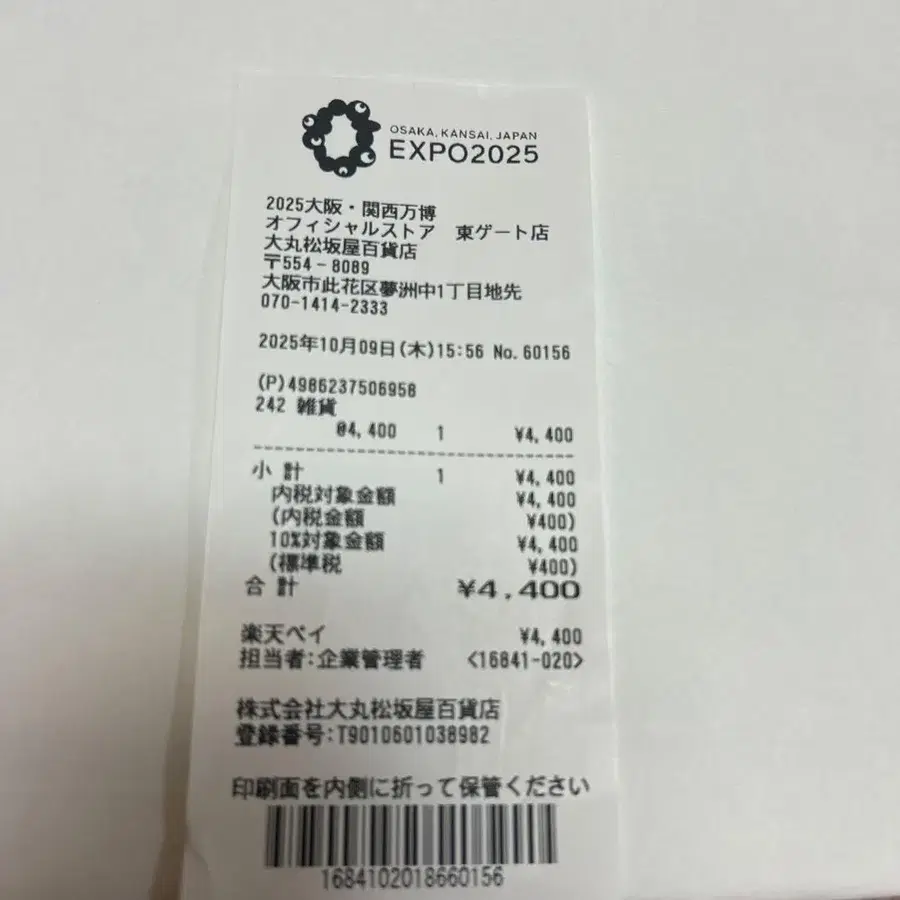 OSAKA, KANSAI, JAPAN
EXPO2025
2025大阪・関西万博
オフィシャルストア 東ゲート店
大丸松坂屋百貨店
〒554-8089
大阪市此花区夢洲中1丁目地先
070-1414-2333
2025年10月09日(木)15:56 No.60156
(P)4986237506958
242 雑貨
@4,400 1 ¥4,400
小計 1 ¥4,400
内税対象金額 ¥4,400
(内税金額 ¥400)
10%対象金額 ¥4,400
(標準税 ¥400)
合計 ¥4,400
楽天ペイ ¥4,400
担当者:企業管理者 <16841-020>
株式会社大丸松坂屋百貨店
登録番号:T9010601038982
印刷面を内側に折って保管ください
1684102018660156